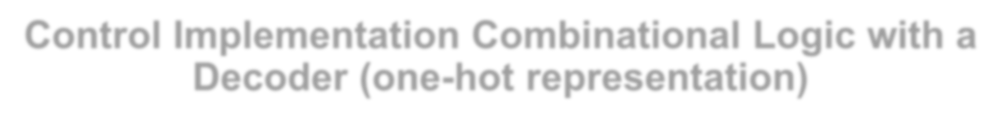 Control Implementation Combinational Logic with a
Decoder (one-hot representation)